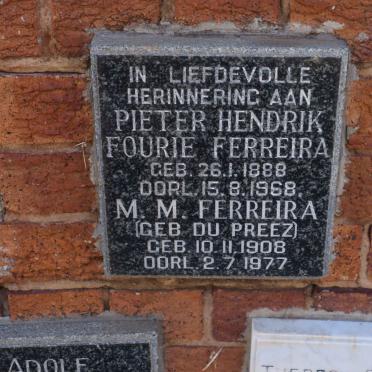 IN LIEFDEVOLLE
HERINNERING AAN
PIETER HENDRIK
FOURIE FERREIRA
GEB. 26.1.1888
OORL. 15.8.1968.
M. M. FERREIRA
(GEB DU PREEZ)
GEB 10.11.1908
OORL 2.7.1977
ADOLF